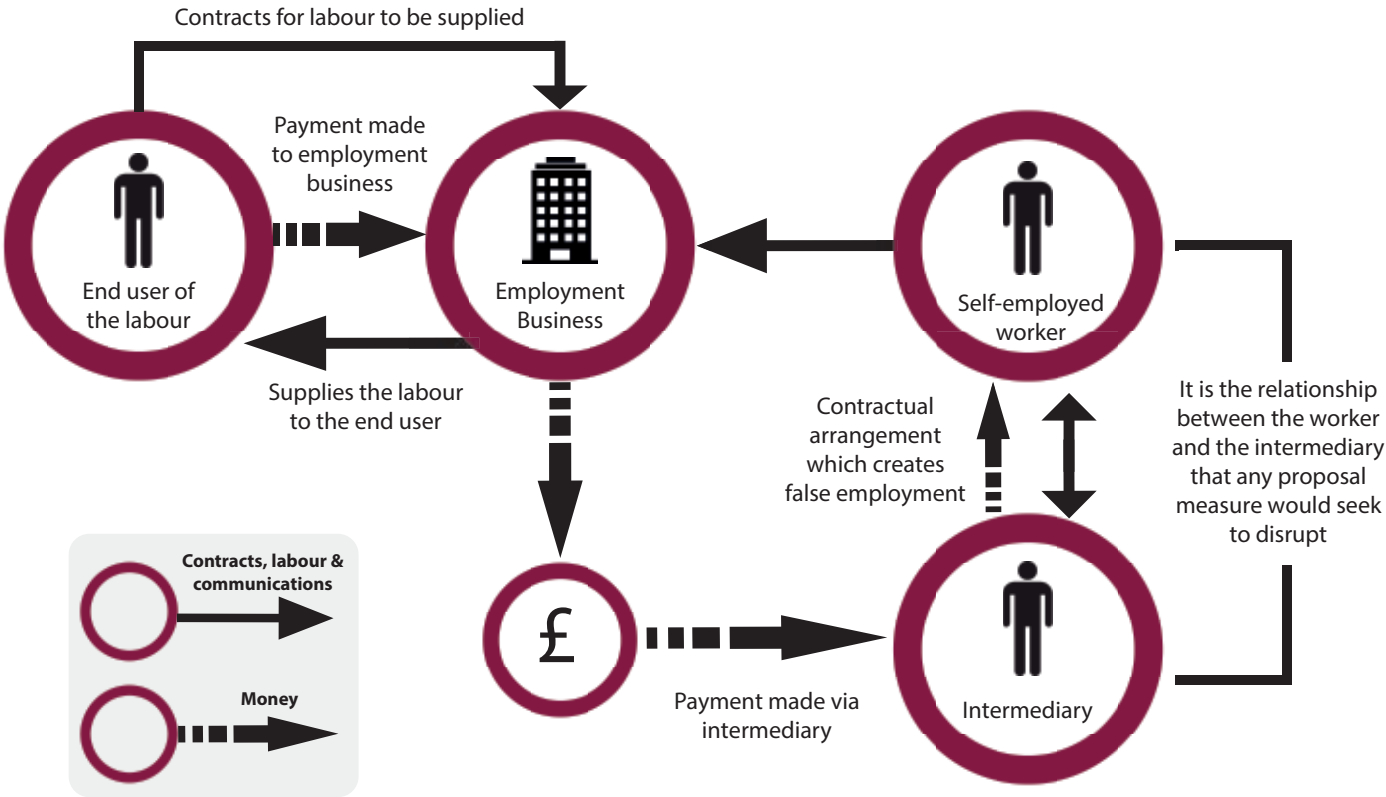 Contracts for labour to be supplied
Payment made
to employment
business
End user of
the labour
Employment
Business
Self-employed
worker
Supplies the labour
to the end user
Contractual
arrangement
which creates
false employment
It is the relationship
between the worker
and the intermediary
that any proposal
measure would seek
to disrupt
Contracts, labour &
communications
Money
£
Payment made via
intermediary
Intermediary